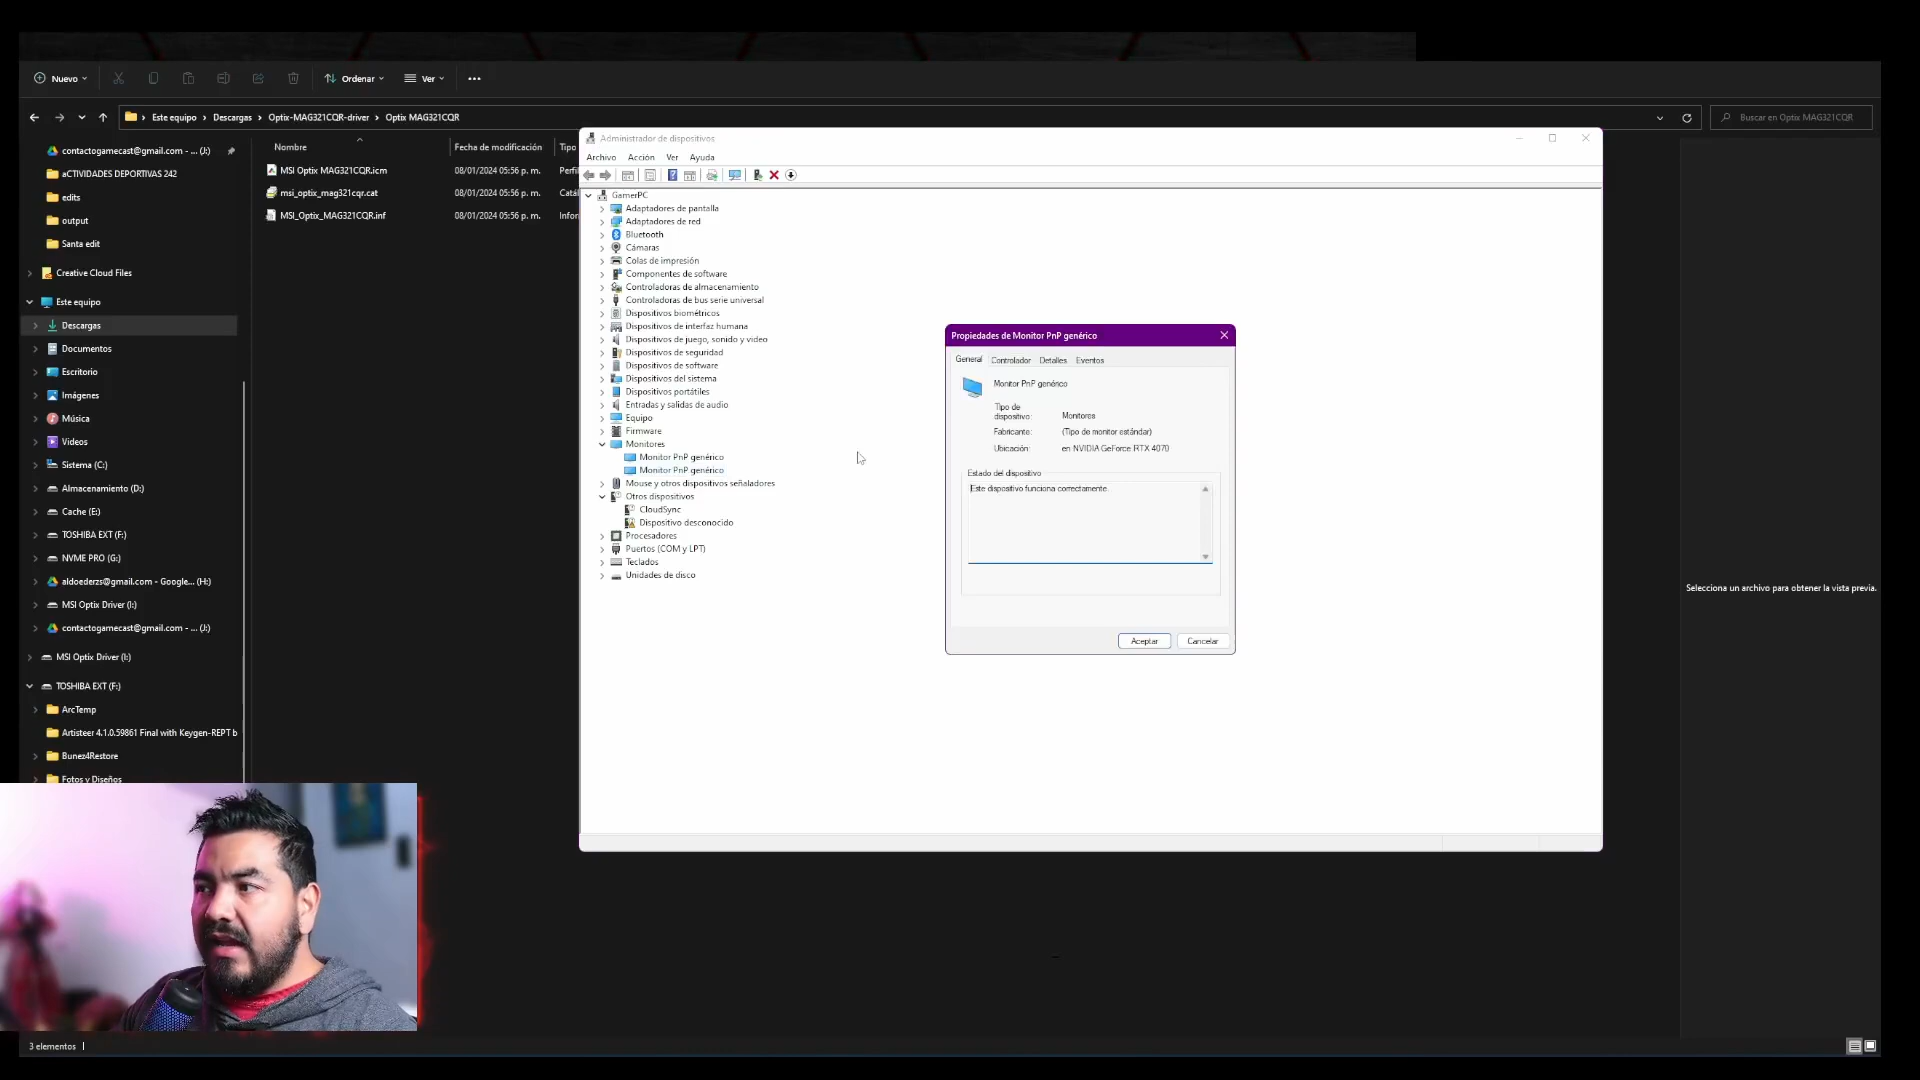 Nuevo
Ordenar
Ver
Este equipo
Descargas
Optix-MAG321CQR-driver
Optix MAG321CQR
Buscar en Optix MAG321CQR
contactogamecast@gmail.com - ... (J:)
aCTIVIDADES DEPORTIVAS 242
edits
output
Santa edit
Creative Cloud Files
Este equipo
Descargas
Documentos
Escritorio
Imágenes
Música
Videos
Sistema (C:)
Almacenamiento (D:)
Cache (E:)
TOSHIBA EXT (F:)
NVME PRO (G:)
aldoederzs@gmail.com - Google... (H:)
MSI Optix Driver (I:)
contactogamecast@gmail.com - ... (J:)
MSI Optix Driver (I:)
TOSHIBA EXT (F:)
ArcTemp
Artisteer 4.1.0.59861 Final with Keygen-REPT b
Bunez4Restore
Fotos y Diseños
3 elementos
Nombre
Fecha de modificación
Tipo
MSI Optix MAG321CQR.icm
08/01/2024 05:56 p. m.
Perfil
msi_optix_mag321cqr.cat
08/01/2024 05:56 p. m.
Catál
MSI_Optix_MAG321CQR.inf
08/01/2024 05:56 p. m.
Infor
Administrador de dispositivos
Archivo
Acción
Ver
Ayuda
GamerPC
Adaptadores de pantalla
Adaptadores de red
Bluetooth
Cámaras
Colas de impresión
Componentes de software
Controladoras de almacenamiento
Controladoras de bus serie universal
Dispositivos biométricos
Dispositivos de interfaz humana
Dispositivos de juego, sonido y vídeo
Dispositivos de seguridad
Dispositivos de software
Dispositivos del sistema
Dispositivos portátiles
Entradas y salidas de audio
Equipo
Firmware
Monitores
Monitor PnP genérico
Monitor PnP genérico
Mouse y otros dispositivos señaladores
Otros dispositivos
CloudSync
Dispositivo desconocido
Procesadores
Puertos (COM y LPT)
Teclados
Unidades de disco
Propiedades de Monitor PnP genérico
General
Controlador
Detalles
Eventos
Monitor PnP genérico
Tipo de
dispositivo:
Monitores
Fabricante:
(Tipo de monitor estándar)
Ubicación:
en NVIDIA GeForce RTX 4070
Estado del dispositivo
Este dispositivo funciona correctamente.
Aceptar
Cancelar
Selecciona un archivo para obtener la vista previa.